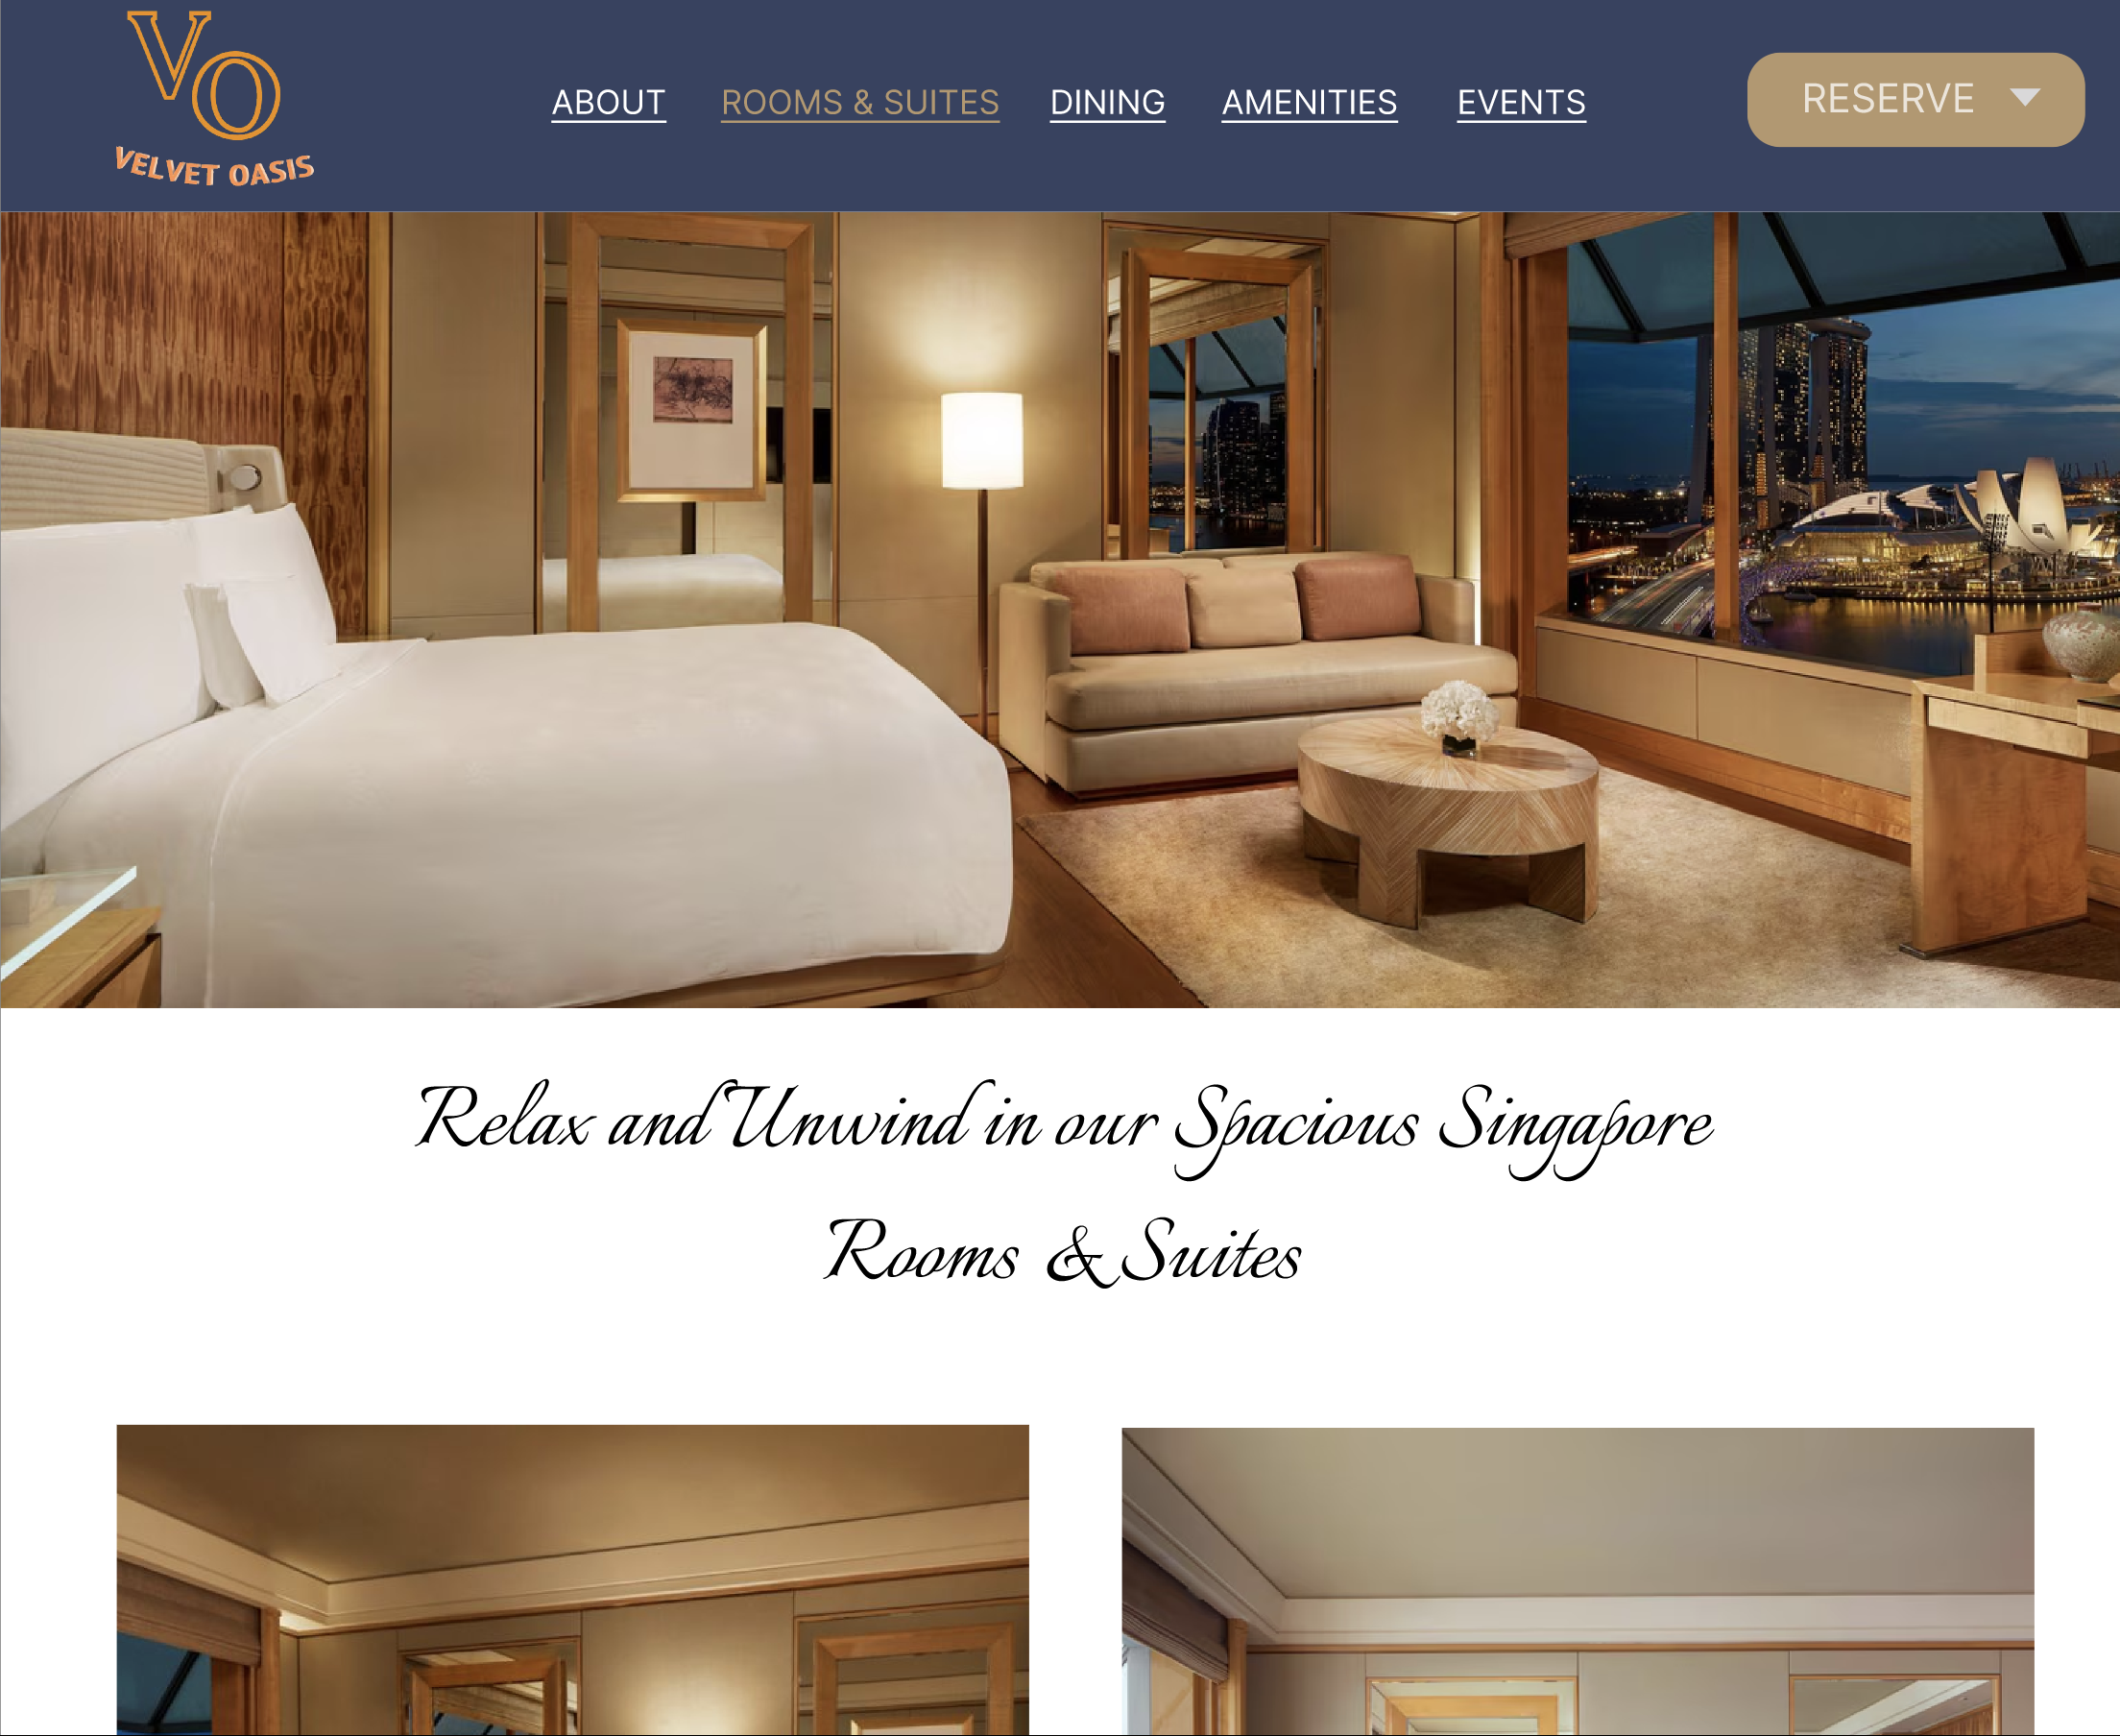 VO
VELVET OASIS
ABOUT ROOMS & SUITES DINING AMENITIES EVENTS RESERVE
Relax and Unwind in our Spacious Singapore
Rooms & Suites